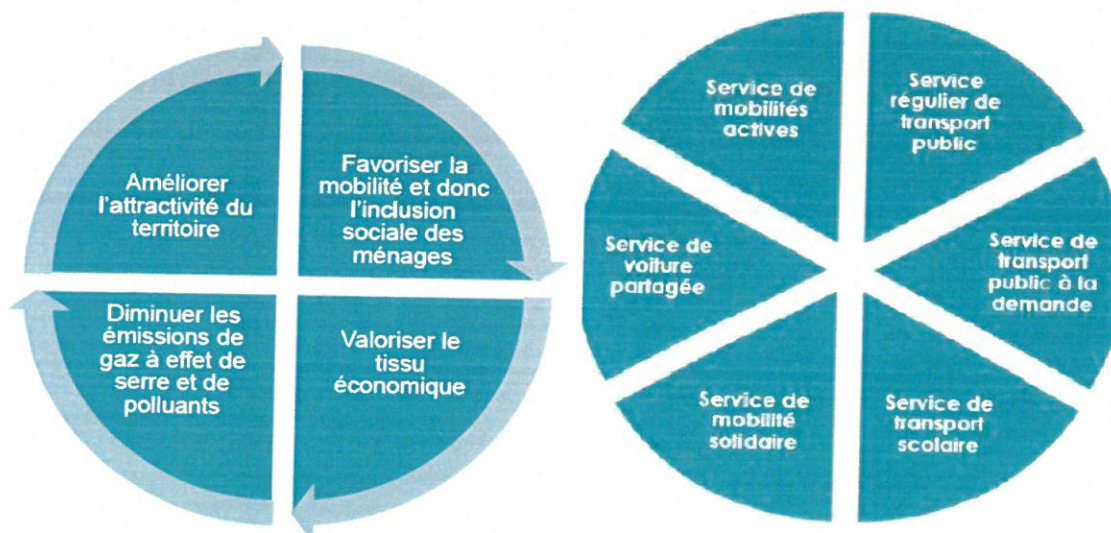 Améliorer
l'attractivité du
territoire
Favoriser la
mobilité et donc
l'inclusion
sociale des
ménages
Diminuer les
émissions de
gaz à effet de
serre et de
polluants
Valoriser le
tissu
économique
Service de
mobilités
actives
Service
régulier de
transport
public
Service de
voiture
partagée
Service de
transport
public à la
demande
Service de
mobilité
solidaire
Service de
transport
scolaire